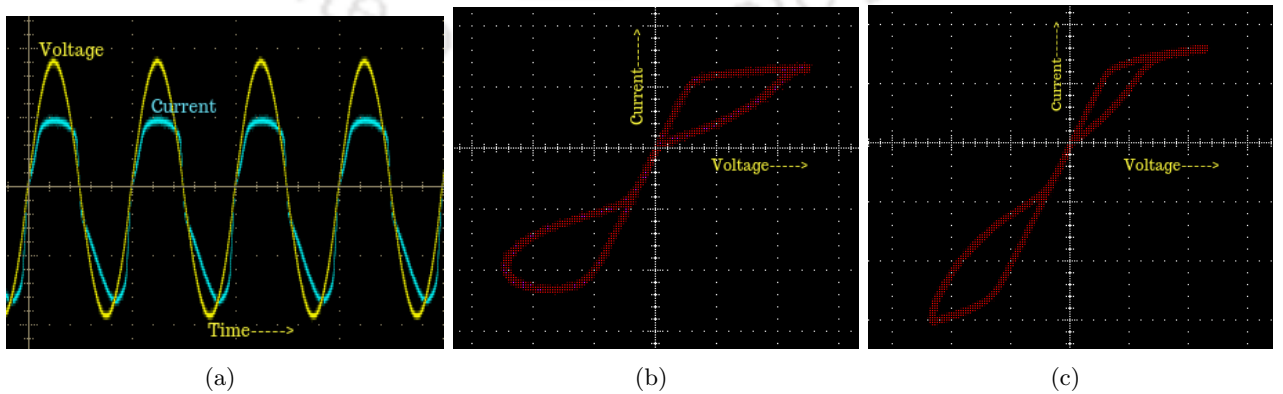 Voltage
Current
Time----->
(a)
Current----->
Voltage----->
(b)
Current----->
Voltage----->
(c)